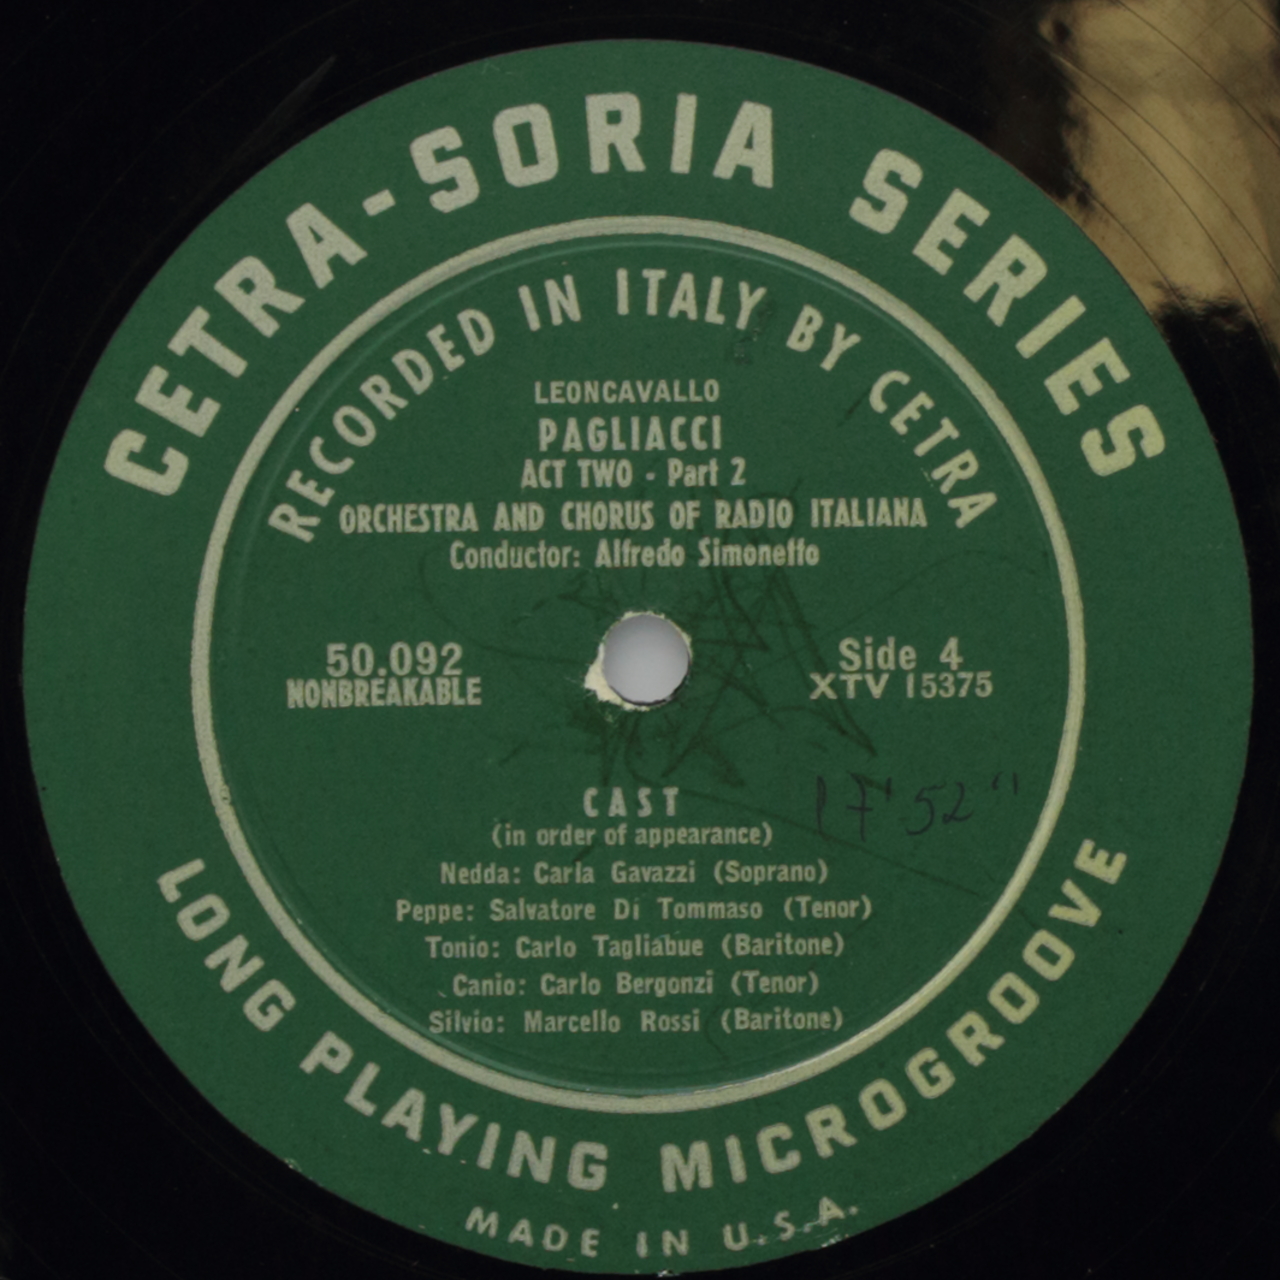 CETRA-SORIA SERIES
RECORDED IN ITALY BY CETRA
LEONCAVALLO
PAGLIACCI
ACT TWO - Part 2
ORCHESTRA AND CHORUS OF RADIO ITALIANA
Conductor: Alfredo Simonetto
50.092
NONBREAKABLE
Side 4
XTV 15375
17'52"
CAST
(in order of appearance)
Nedda: Carla Gavazzi (Soprano)
Peppe: Salvatore Di Tommaso (Tenor)
Tonio: Carlo Tagliabue (Baritone)
Canio: Carlo Bergonzi (Tenor)
Silvio: Marcello Rossi (Baritone)
LONG PLAYING MICROGROOVE
MADE IN U.S.A.